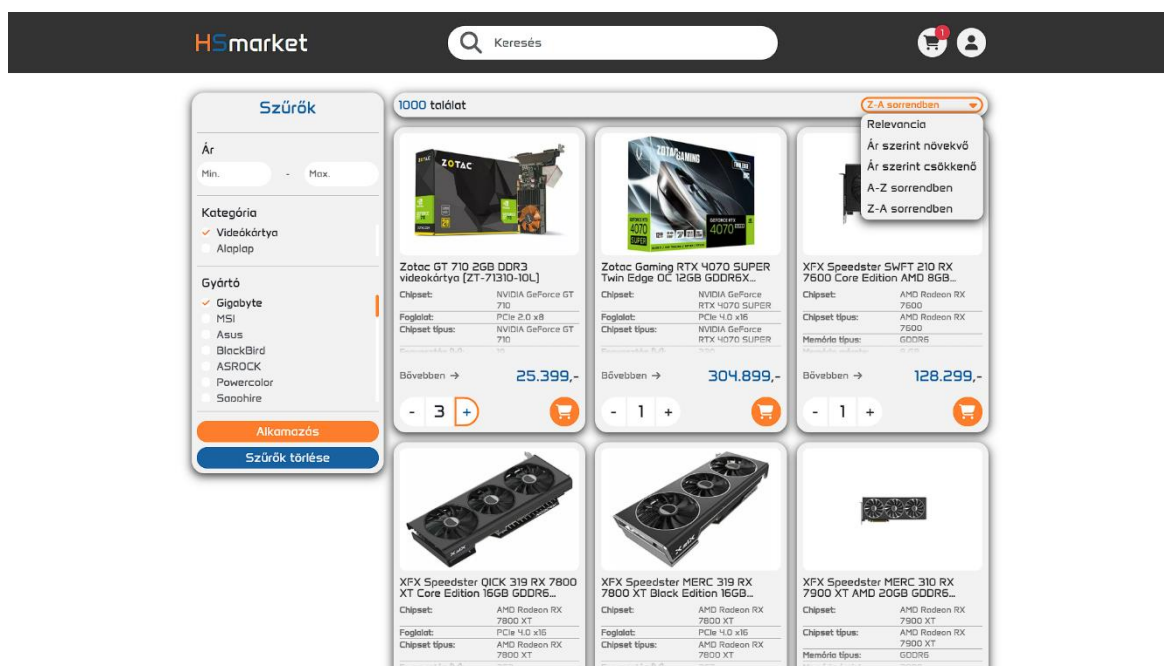 HSmarket
Keresés
1
Szűrők
Ár
Min.
-
Max.
Kategória
Videókártya
Alaplap
Gyártó
Gigabyte
MSI
Asus
BlackBird
ASROCK
Powercolor
Sapphire
Alkamazás
Szűrők törlése
1000 találat
Z-A sorrendben
Relevancia
Ár szerint növekvő
Ár szerint csökkenő
A-Z sorrendben
Z-A sorrendben
ZOTAC
Zotac GT 710 2GB DDR3
videokártya [ZT-71310-10L]
Chipset: NVIDIA GeForce GT
710
Foglalat: PCIe 2.0 x8
Chipset típus: NVIDIA GeForce GT
710
Bővebben →
25.399,-
- 3 +
ZOTAC GAMING
4070
SUPER
4070
Zotac Gaming RTX 4070 SUPER
Twin Edge OC 12GB GDDR6X...
Chipset: NVIDIA GeForce
RTX 4070 SUPER
Foglalat: PCIe 4.0 x16
Chipset típus: NVIDIA GeForce
RTX 4070 SUPER
Bővebben →
304.899,-
- 1 +
XFX Speedster SWFT 210 RX
7600 Core Edition AMD 8GB...
Chipset: AMD Radeon RX
7600
Chipset típus: AMD Radeon RX
7600
Memória típus: GDDR6
Bővebben →
128.299,-
- 1 +
XFX Speedster QICK 319 RX 7800
XT Core Edition 16GB GDDR6...
Chipset: AMD Radeon RX
7800 XT
Foglalat: PCIe 4.0 x16
Chipset típus: AMD Radeon RX
7800 XT
XFX Speedster MERC 319 RX
7800 XT Black Edition 16GB...
Chipset: AMD Radeon RX
7800 XT
Foglalat: PCIe 4.0 x16
Chipset típus: AMD Radeon RX
7800 XT
XFX Speedster MERC 310 RX
7900 XT AMD 20GB GDDR6...
Chipset: AMD Radeon RX
7900 XT
Chipset típus: AMD Radeon RX
7900 XT
Memória típus: GDDR6